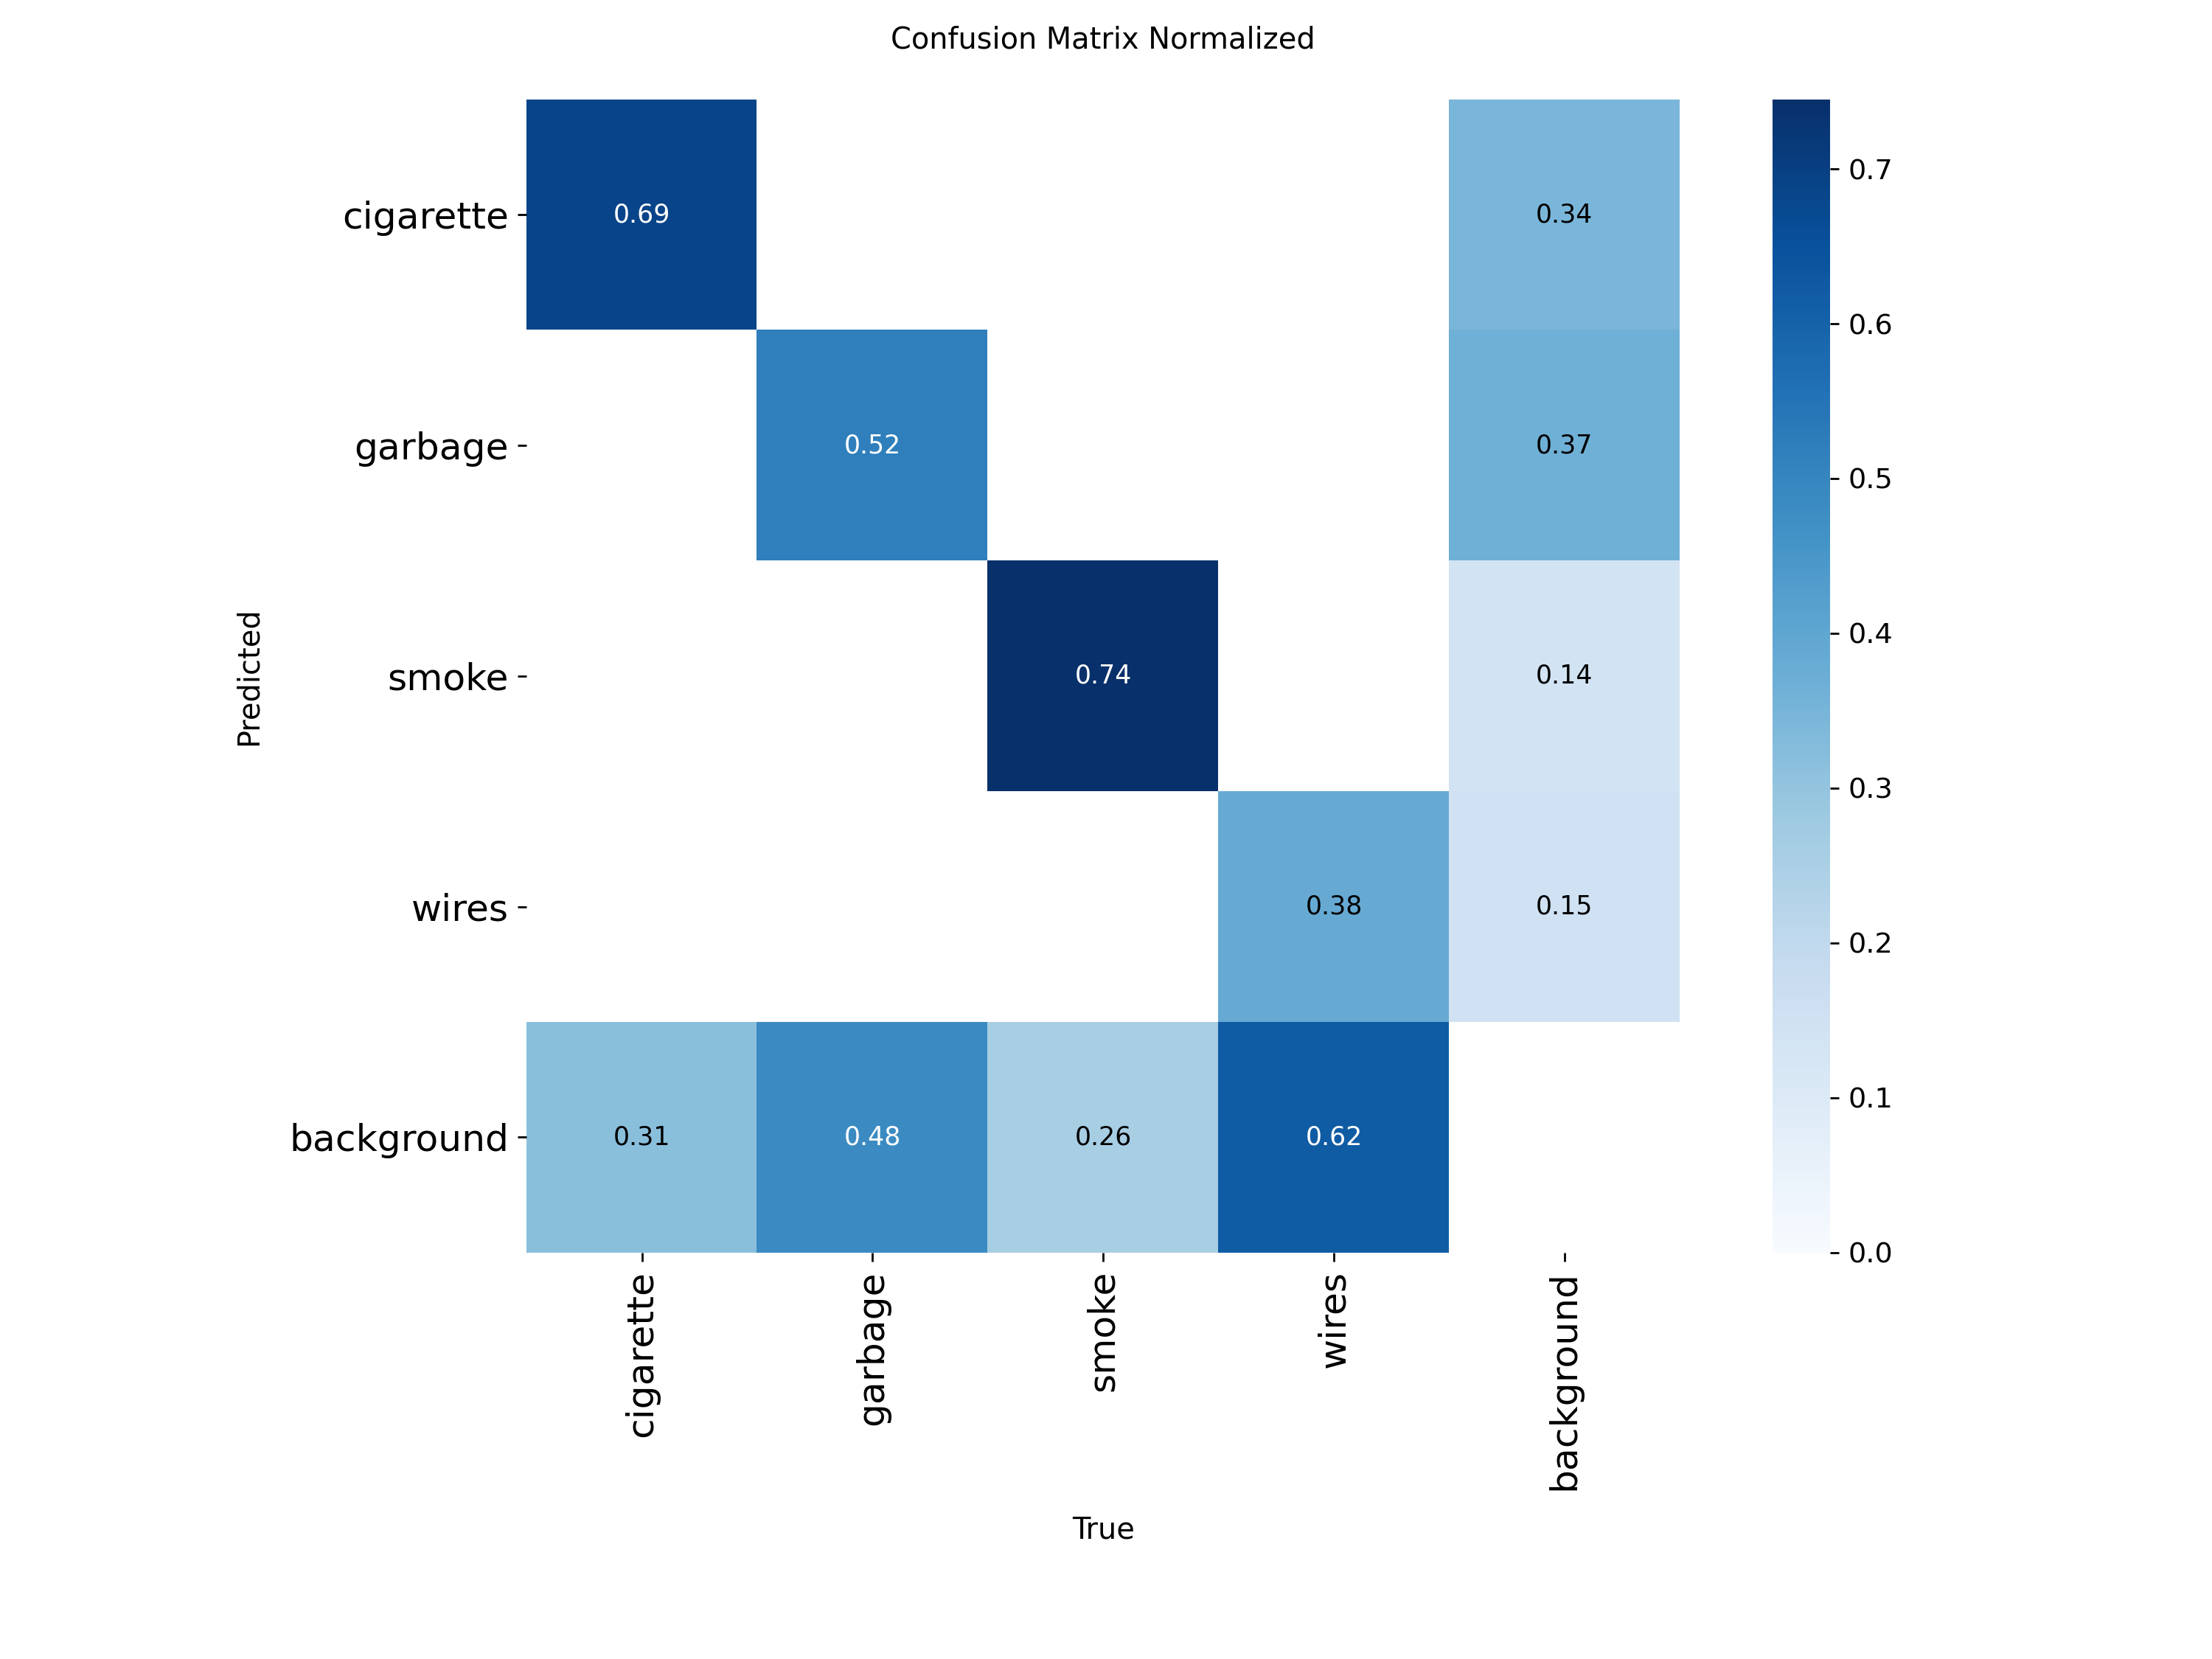 Confusion Matrix Normalized
cigarette
0.69
0.34
0.7
0.6
garbage
0.52
0.37
0.5
0.4
Predicted
smoke
0.74
0.14
0.3
wires
0.38
0.15
0.2
0.1
background
0.31
0.48
0.26
0.62
0.0
cigarette
garbage
smoke
wires
background
True